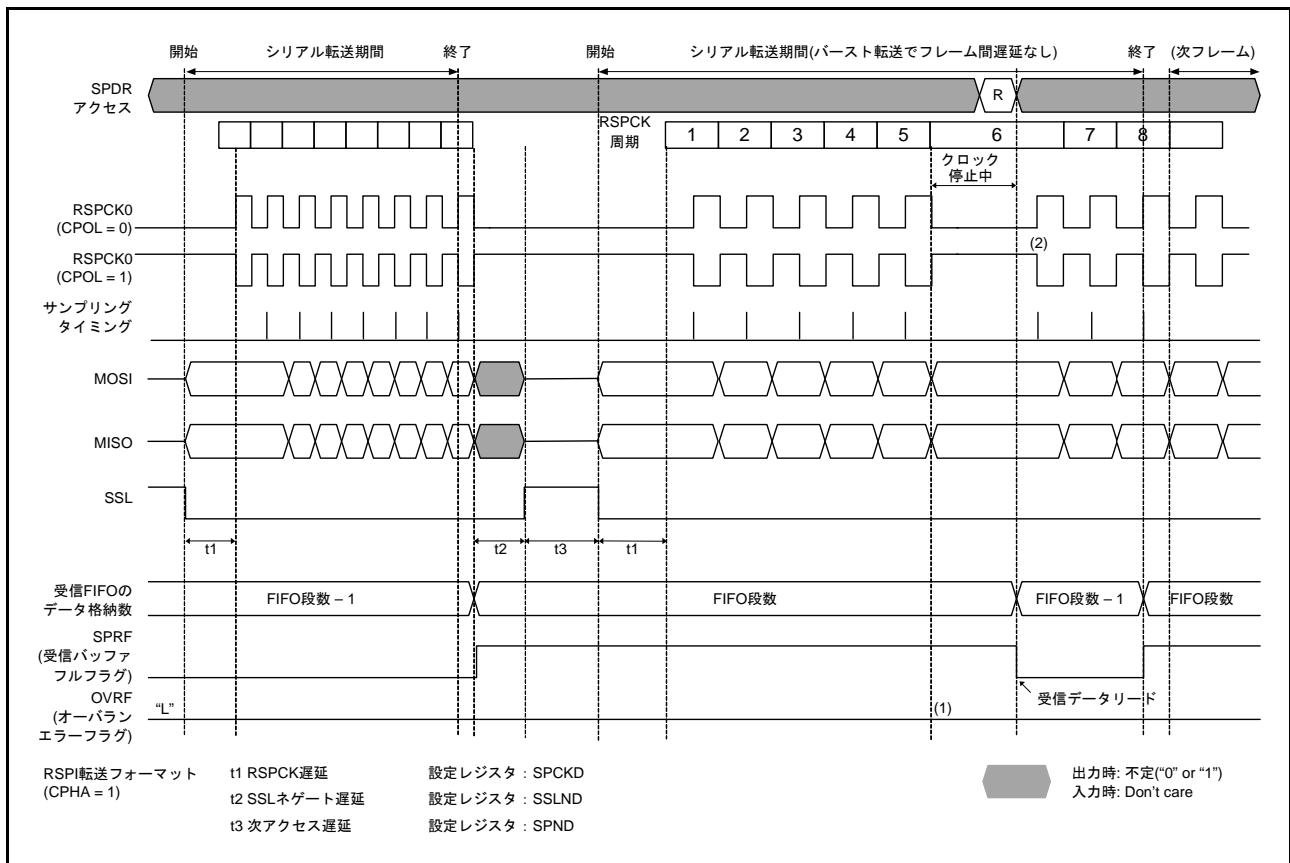 開始 シリアル転送期間 終了 開始 シリアル転送期間(バースト転送でフレーム間遅延なし) 終了 (次フレーム)
SPDR
アクセス
R
RSPCK
周期
1 2 3 4 5 6 7 8
クロック
停止中
RSPCK0
(CPOL = 0)
(2)
RSPCK0
(CPOL = 1)
サンプリング
タイミング
MOSI
MISO
SSL
t1 t2 t3 t1
受信FIFOの
データ格納数
FIFO段数 – 1 FIFO段数 FIFO段数 – 1 FIFO段数
SPRF
(受信バッファ
フルフラグ)
受信データリード
OVRF
(オーバラン
エラーフラグ)
“L” (1)
RSPI転送フォーマット
(CPHA = 1)
t1 RSPCK遅延 設定レジスタ : SPCKD
t2 SSLネゲート遅延 設定レジスタ : SSLND
t3 次アクセス遅延 設定レジスタ : SPND
出力時: 不定(“0” or “1”)
入力時: Don’t care